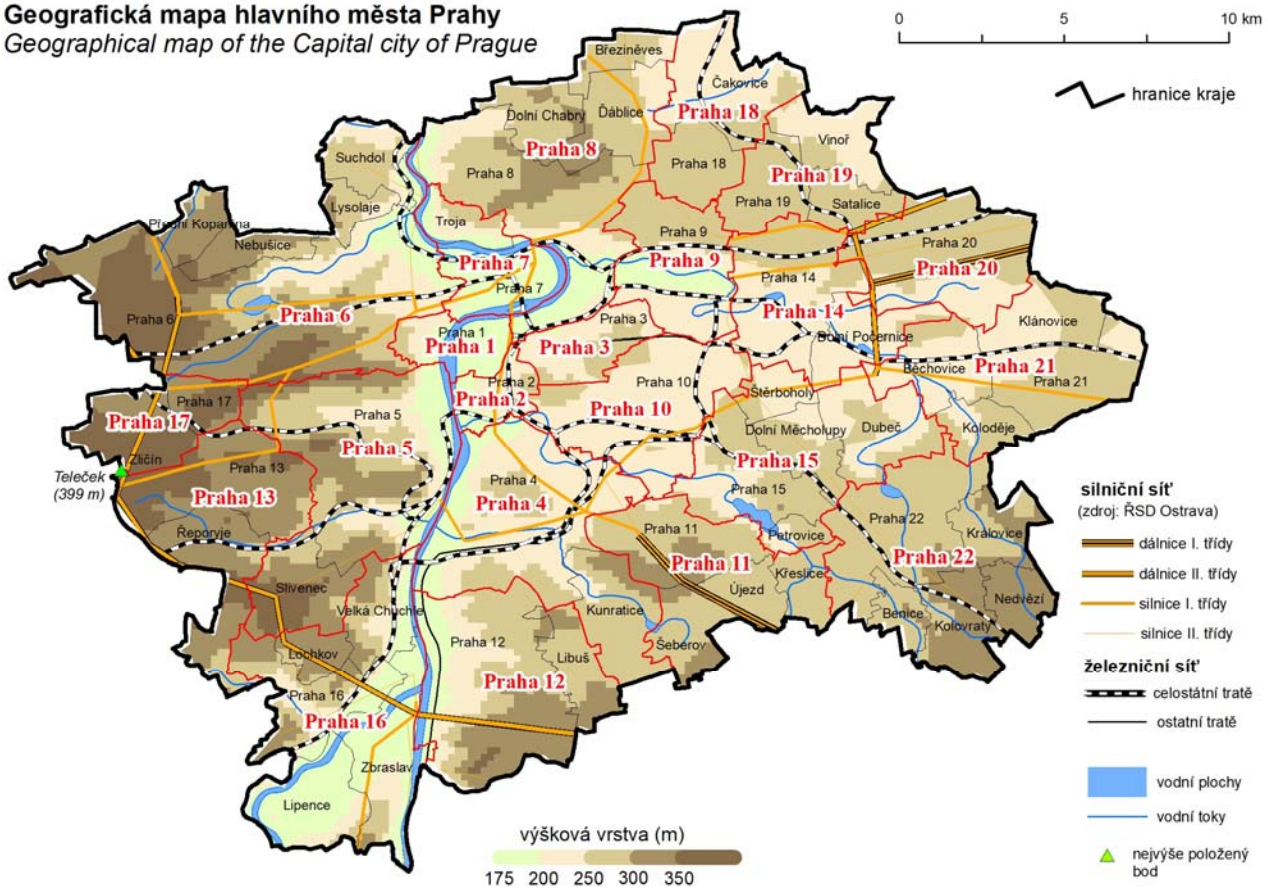 Geografická mapa hlavního města Prahy
Geographical map of the Capital city of Prague
0 5 10 km
hranice kraje
Březiněves
Čakovice
Praha 18
Dolní Chabry
Ďáblice
Vinoř
Praha 8
Suchdol
Praha 8
Praha 18
Praha 19
Lysolaje
Praha 19
Satalice
Přední Kopanina
Troja
Nebušice
Praha 9
Praha 20
Praha 7
Praha 9
Praha 20
Praha 14
Praha 7
Praha 6
Praha 6
Praha 14
Praha 3
Klánovice
Praha 1
Dolní Počernice
Praha 1
Praha 3
Běchovice
Praha 21
Praha 2
Praha 10
Praha 21
Štěrboholy
Praha 17
Praha 2
Praha 10
Praha 5
Praha 17
Dolní Měcholupy
Dubeč
Koloděje
Praha 5
Zličín
Praha 13
Praha 15
Teleček
(399 m)
Praha 4
Praha 15
Praha 13
Praha 4
Praha 22
Praha 11
Řeporyje
Petrovice
Královice
Praha 22
Praha 11
Křeslice
Slivenec
Újezd
Nedvězí
Velká Chuchle
Kunratice
Benice
Kolovraty
Praha 12
Šeberov
Lochkov
Libuš
Praha 12
Praha 16
Praha 16
Zbraslav
Lipence
silniční síť
(zdroj: ŘSD Ostrava)
dálnice I. třídy
dálnice II. třídy
silnice I. třídy
silnice II. třídy
železniční síť
celostátní tratě
ostatní tratě
vodní plochy
vodní toky
nejvýše položený
bod
výšková vrstva (m)
175 200 250 300 350